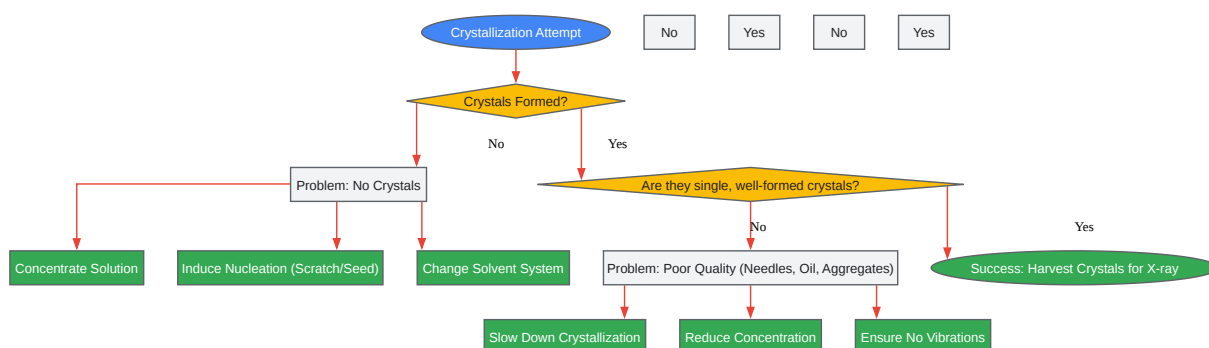 Crystallization Attempt
No
Yes
No
Yes
Crystals Formed?
No
Yes
Problem: No Crystals
Are they single, well-formed crystals?
No
Yes
Concentrate Solution
Induce Nucleation (Scratch/Seed)
Change Solvent System
Problem: Poor Quality (Needles, Oil, Aggregates)
Success: Harvest Crystals for X-ray
Slow Down Crystallization
Reduce Concentration
Ensure No Vibrations